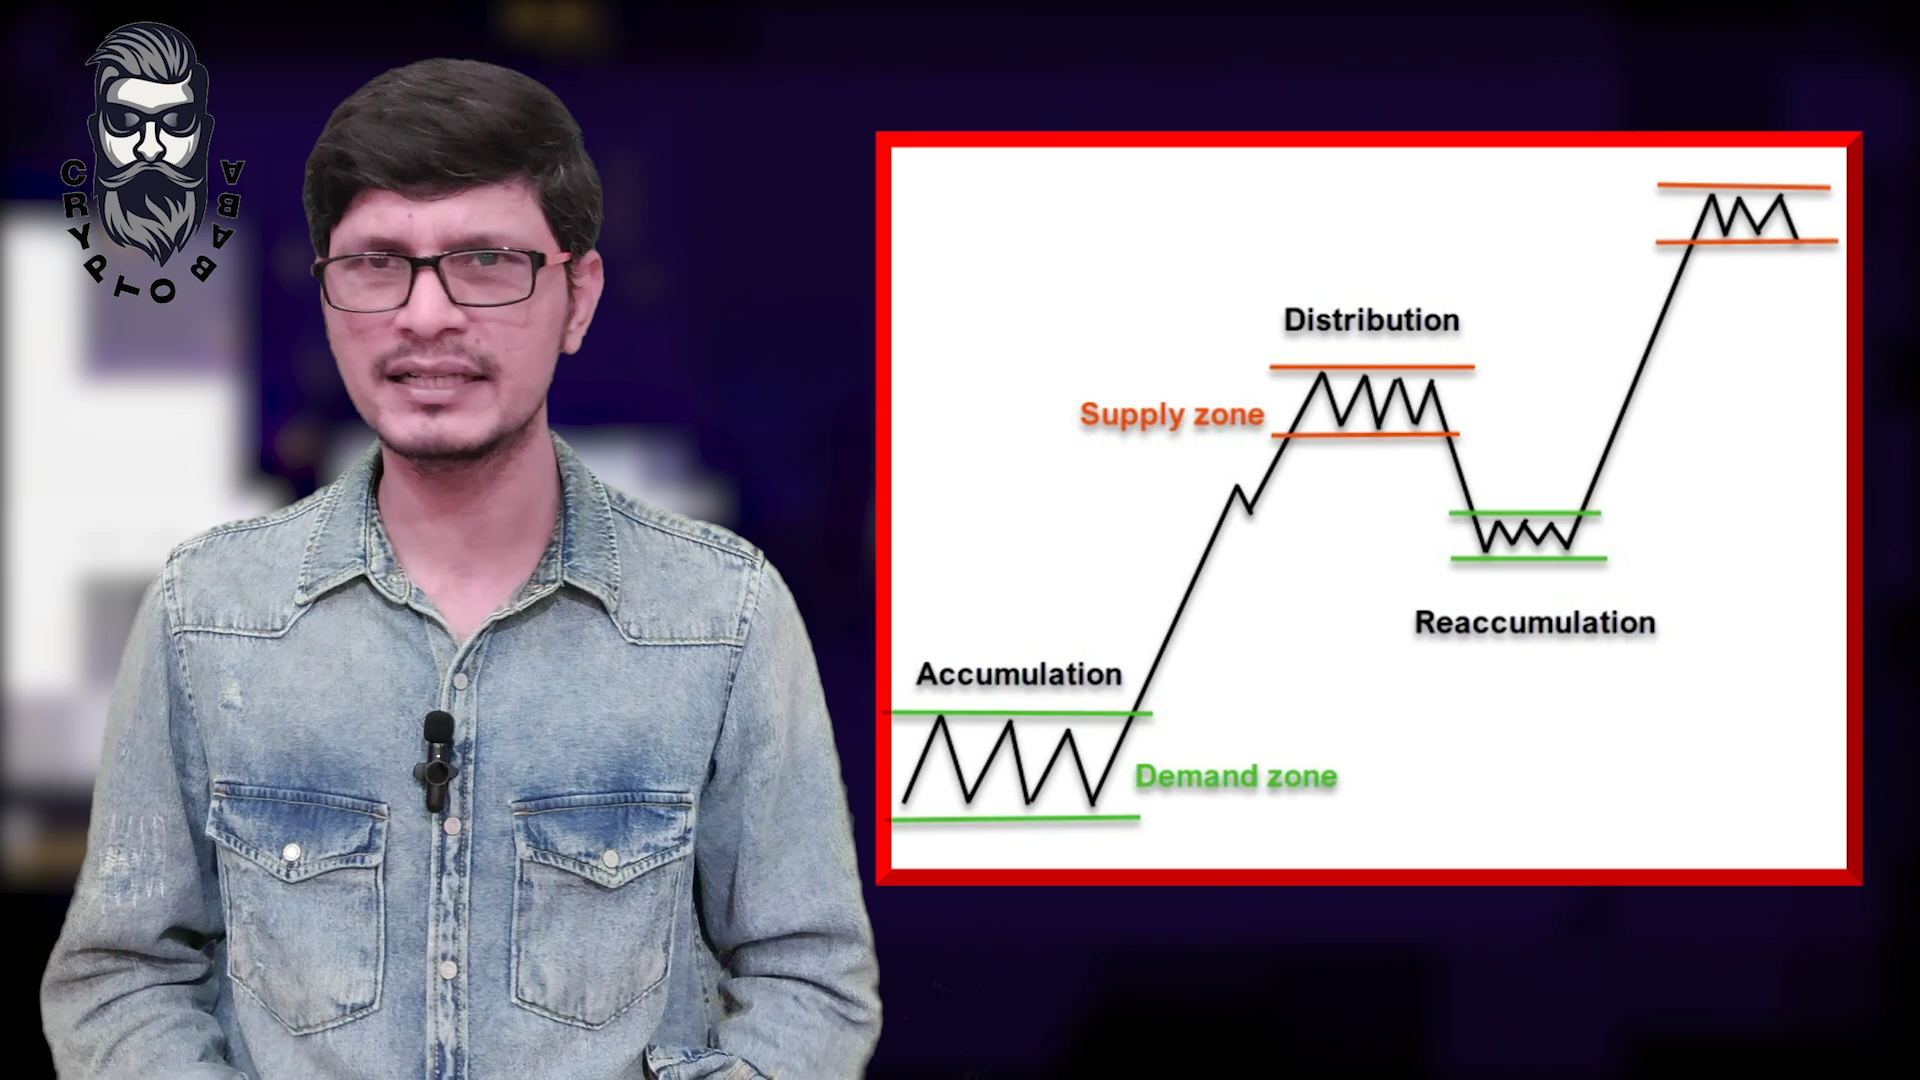 CRYPTO BABA
Distribution
Supply zone
Reaccumulation
Accumulation
Demand zone